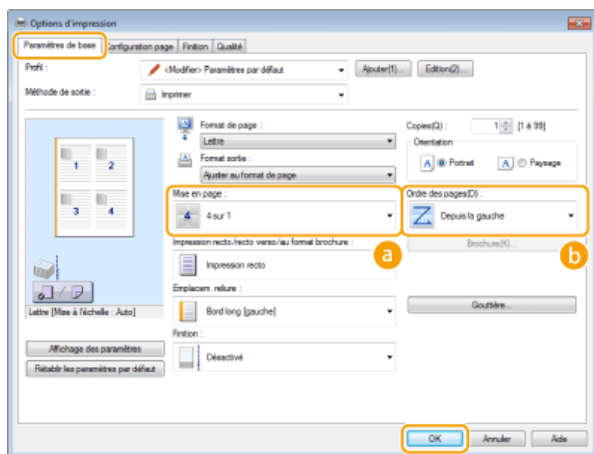 Options d'impression
Paramètres de base Configuration page Finition Qualité
Profil : <Modifier> Paramètres par défaut Ajouter(1)... Edition(2)...
Méthode de sortie : Imprimer
Format de page : Copies(Q) : 1 [1 à 99]
Lettre Orientation
Format sortie : A Portrait A Paysage
Ajuster au format de page
Mise en page : Ordre des pages(D) :
4 4 sur 1 Depuis la gauche
a b
1 2
3 4
Impression recto/recto verso/au format brochure : Brochure(K)...
Impression recto
Emplacem. reliure :
Lettre [Mise à l'échelle : Auto] Bord long [gauche] Gouttière...
Finition :
Affichage des paramètres Désactivé
Rétablir les paramètres par défaut
OK Annuler Aide